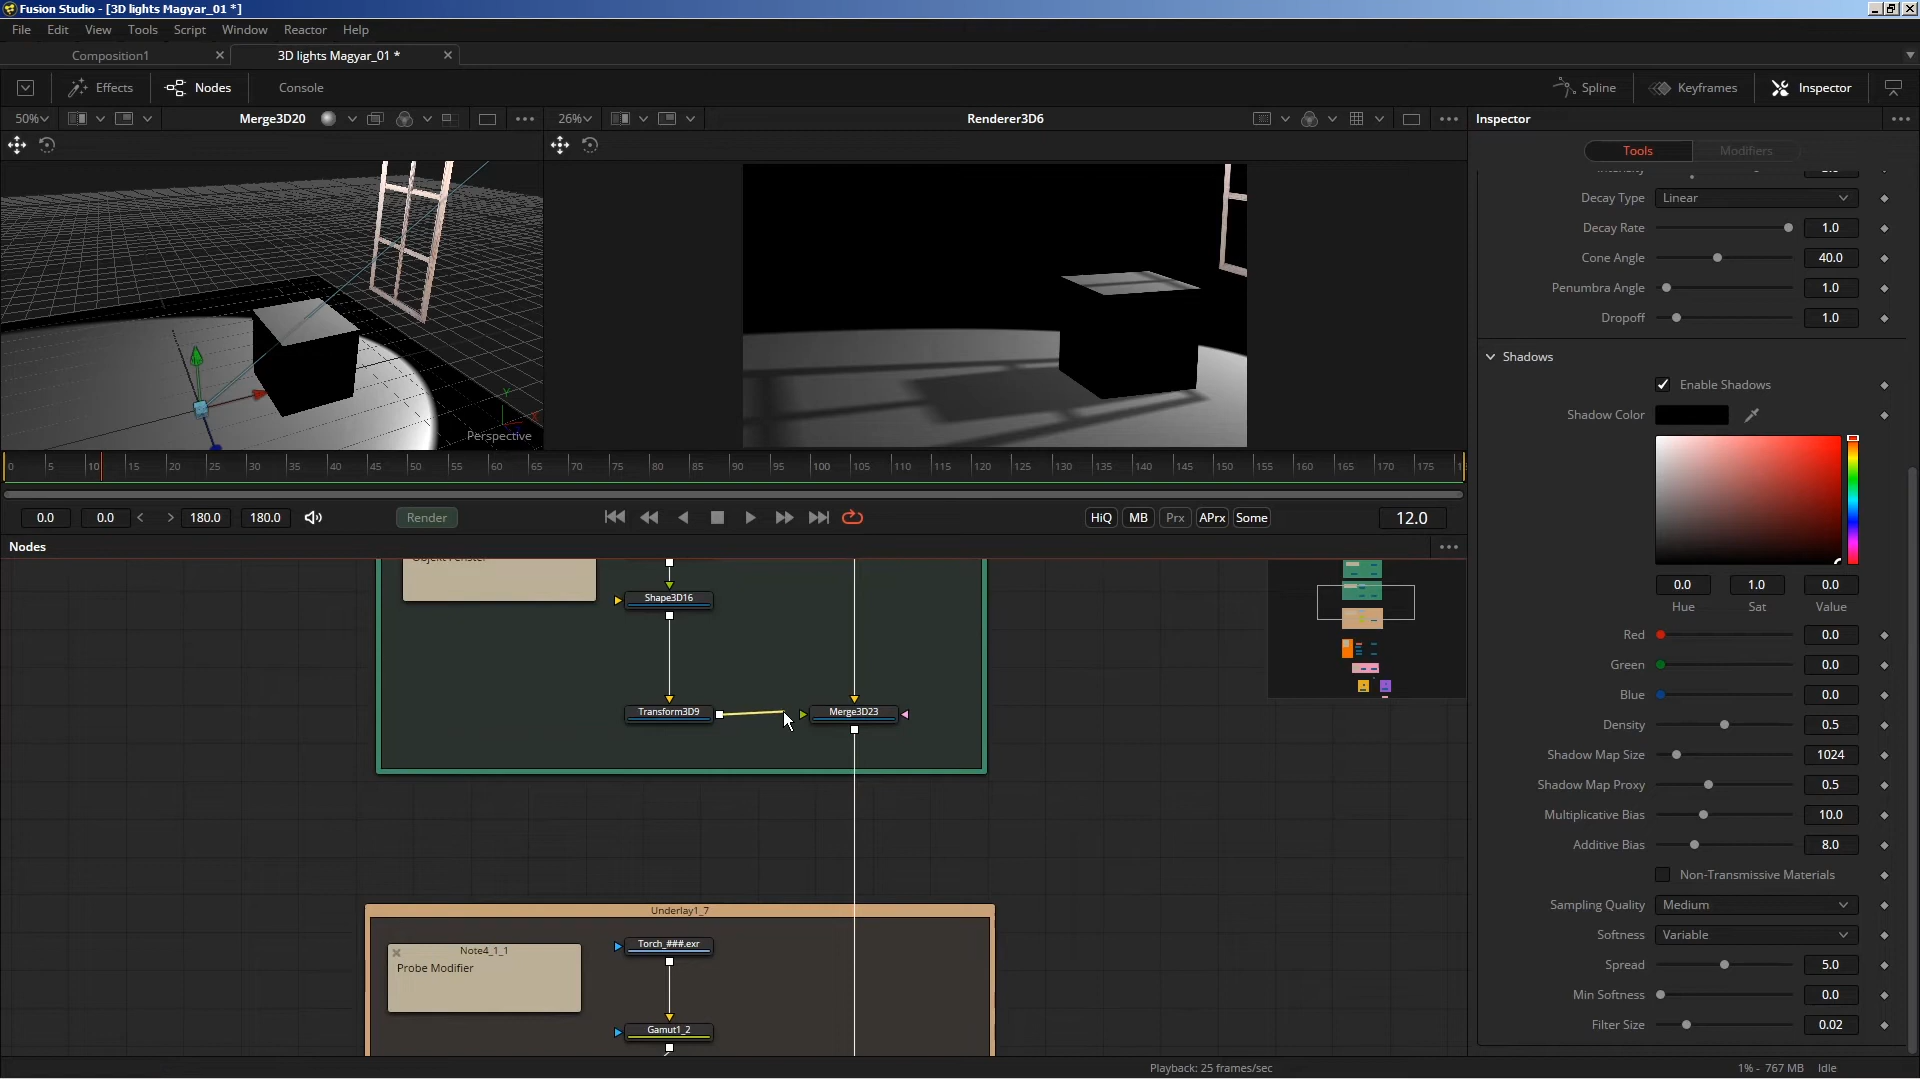 Fusion Studio - [3D lights Magyar_01 *]
File Edit View Tools Script Window Reactor Help
Composition1 3D lights Magyar_01 *
Effects Nodes Console Spline Keyframes Inspector
50% Merge3D20 26% Renderer3D6 Inspector
Tools Modifiers
Decay Type Linear
Decay Rate 1.0
Cone Angle 40.0
Penumbra Angle 1.0
Dropoff 1.0
Shadows
Enable Shadows
Shadow Color
Y
Perspective
0 5 10 15 20 25 30 35 40 45 50 55 60 65 70 75 80 85 90 95 100 105 110 115 120 125 130 135 140 145 150 155 160 165 170 175
0.0 0.0 180.0 180.0 Render HiQ MB Prx APrx Some 12.0
Nodes
0.0 1.0 0.0
Hue Sat Value
Shape3D16
Red 0.0
Green 0.0
Blue 0.0
Transform3D9 Merge3D23
Density 0.5
Shadow Map Size 1024
Shadow Map Proxy 0.5
Multiplicative Bias 10.0
Additive Bias 8.0
Non-Transmissive Materials
Sampling Quality Medium
Underlay1_7
Softness Variable
Note4_1_1 Torch_###.exr
Probe Modifier
Spread 5.0
Min Softness 0.0
Gamut1_2
Filter Size 0.02
Playback: 25 frames/sec 1% - 767 MB Idle